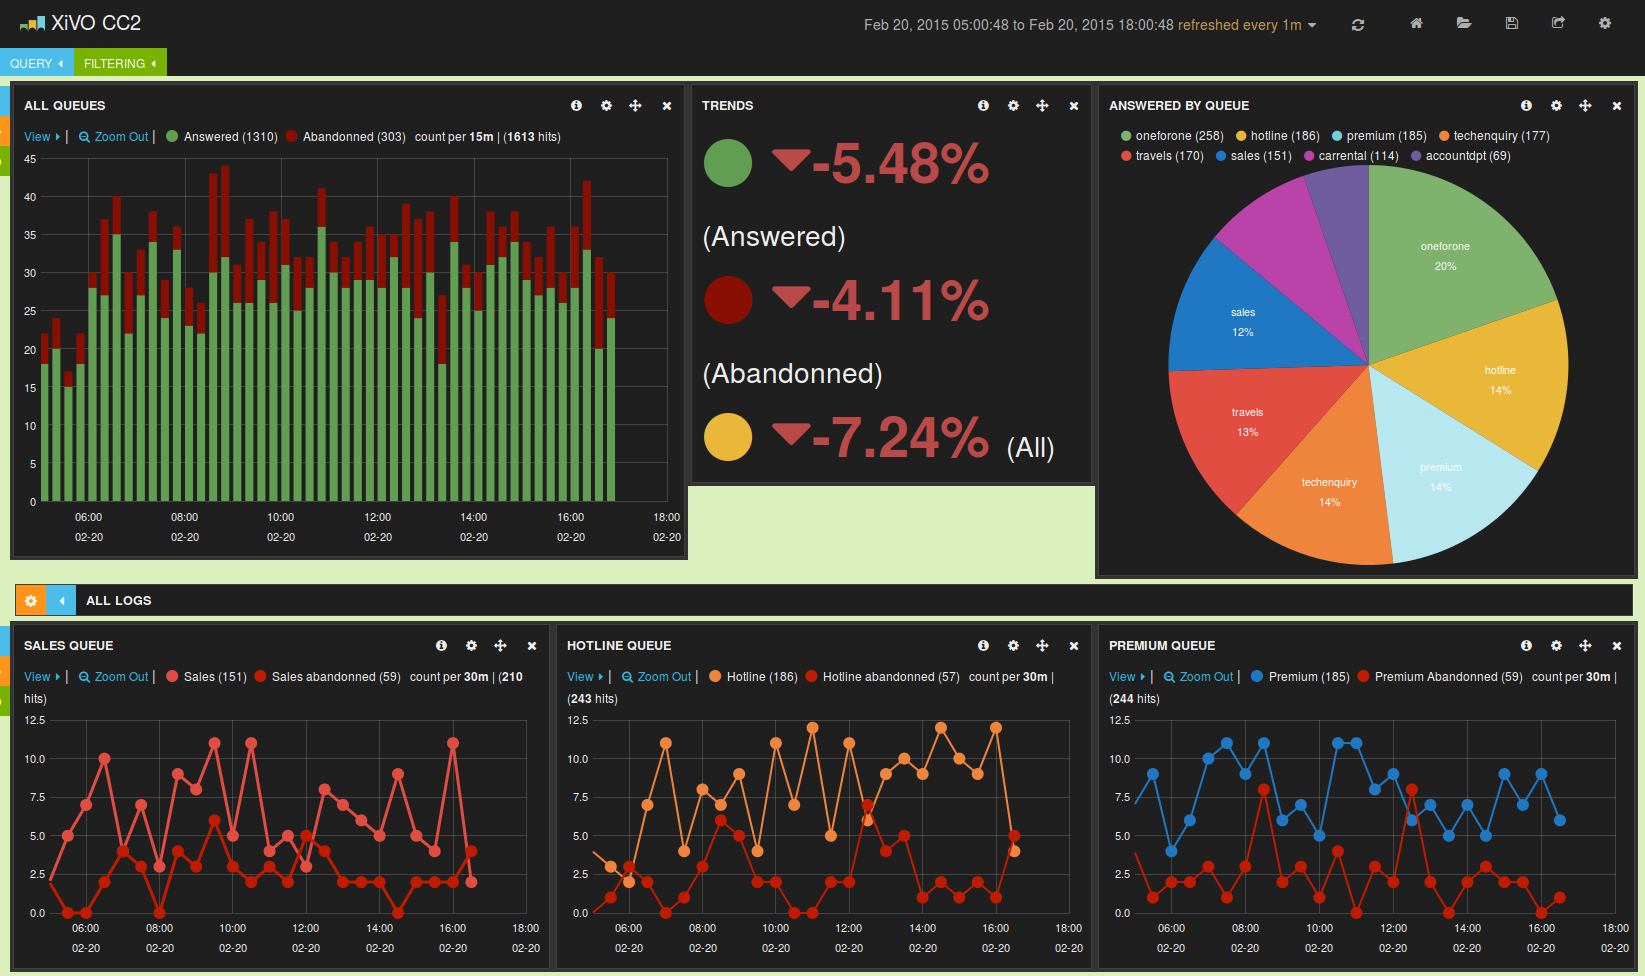 XiVO CC2
Feb 20, 2015 05:00:48 to Feb 20, 2015 18:00:48 refreshed every 1m
QUERY
FILTERING
ALL QUEUES
View | Zoom Out | Answered (1310) Abandonned (303) count per 15m | (1613 hits)
45
40
35
30
25
20
15
10
5
0
06:00 08:00 10:00 12:00 14:00 16:00 18:00
02-20 02-20 02-20 02-20 02-20 02-20 02-20
TRENDS
-5.48%
(Answered)
-4.11%
(Abandonned)
-7.24% (All)
ANSWERED BY QUEUE
oneforone (258) hotline (186) premium (185) techenquiry (177)
travels (170) sales (151) carrental (114) accountdpt (69)
oneforone
20%
hotline
14%
premium
14%
techenquiry
14%
travels
13%
sales
12%
ALL LOGS
SALES QUEUE
View | Zoom Out | Sales (151) Sales abandonned (59) count per 30m | (210
hits)
12.5
10.0
7.5
5.0
2.5
0.0
06:00 08:00 10:00 12:00 14:00 16:00 18:00
02-20 02-20 02-20 02-20 02-20 02-20 02-20
HOTLINE QUEUE
View | Zoom Out | Hotline (186) Hotline abandonned (57) count per 30m |
(243 hits)
12.5
10.0
7.5
5.0
2.5
0.0
06:00 08:00 10:00 12:00 14:00 16:00 18:00
02-20 02-20 02-20 02-20 02-20 02-20 02-20
PREMIUM QUEUE
View | Zoom Out | Premium (185) Premium Abandonned (59) count per 30m |
(244 hits)
12.5
10.0
7.5
5.0
2.5
0.0
06:00 08:00 10:00 12:00 14:00 16:00 18:00
02-20 02-20 02-20 02-20 02-20 02-20 02-20